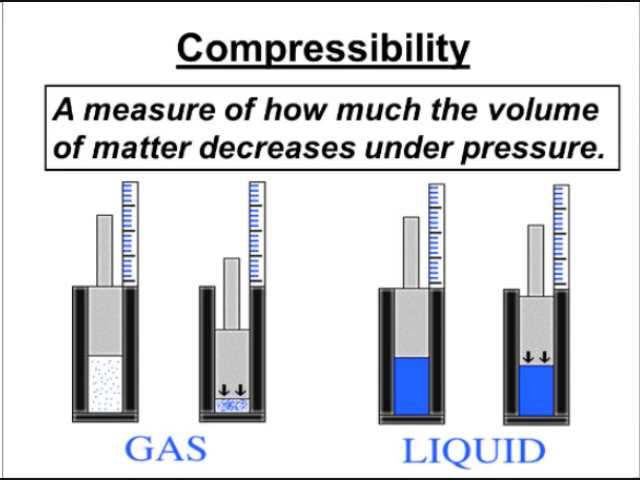 Compressibility
A measure of how much the volume
of matter decreases under pressure.
GAS
LIQUID